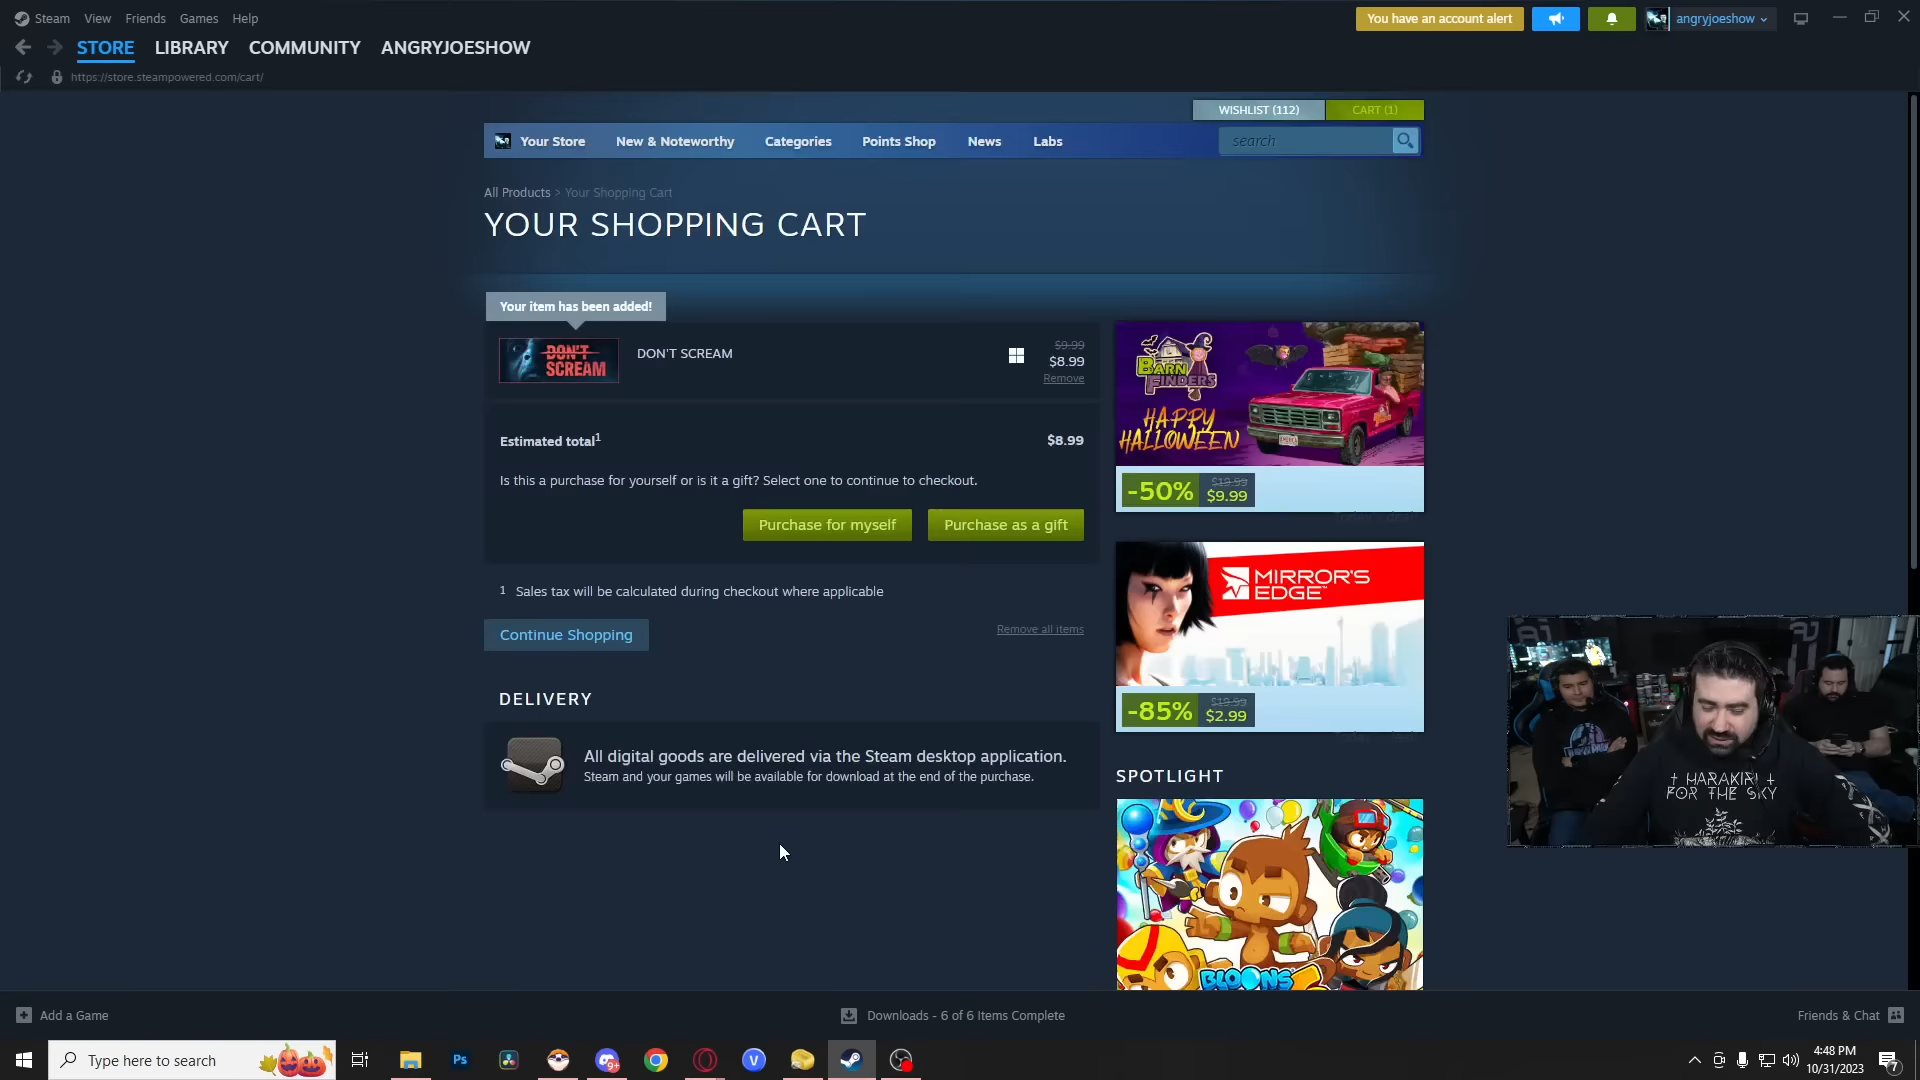 Steam View Friends Games Help
You have an account alert
angryjoeshow
STORE LIBRARY COMMUNITY ANGRYJOESHOW
https://store.steampowered.com/cart/
WISHLIST (112) CART (1)
Your Store New & Noteworthy Categories Points Shop News Labs
search
All Products > Your Shopping Cart
YOUR SHOPPING CART
Your item has been added!
DON'T SCREAM
DON'T SCREAM
$9.99
$8.99
Remove
Estimated total1
$8.99
Is this a purchase for yourself or is it a gift? Select one to continue to checkout.
Purchase for myself
Purchase as a gift
1 Sales tax will be calculated during checkout where applicable
Continue Shopping
Remove all items
DELIVERY
All digital goods are delivered via the Steam desktop application.
Steam and your games will be available for download at the end of the purchase.
BARN FINDERS
HAPPY HALLOWEEN
-50% $19.99 $9.99
MIRROR'S EDGE™
-85% $19.99 $2.99
SPOTLIGHT
BLOONS
† HARAKIRI †
FOR THE SKY
Add a Game
Downloads - 6 of 6 Items Complete
Friends & Chat
Type here to search
Ps
9+
V
4:48 PM
10/31/2023
7